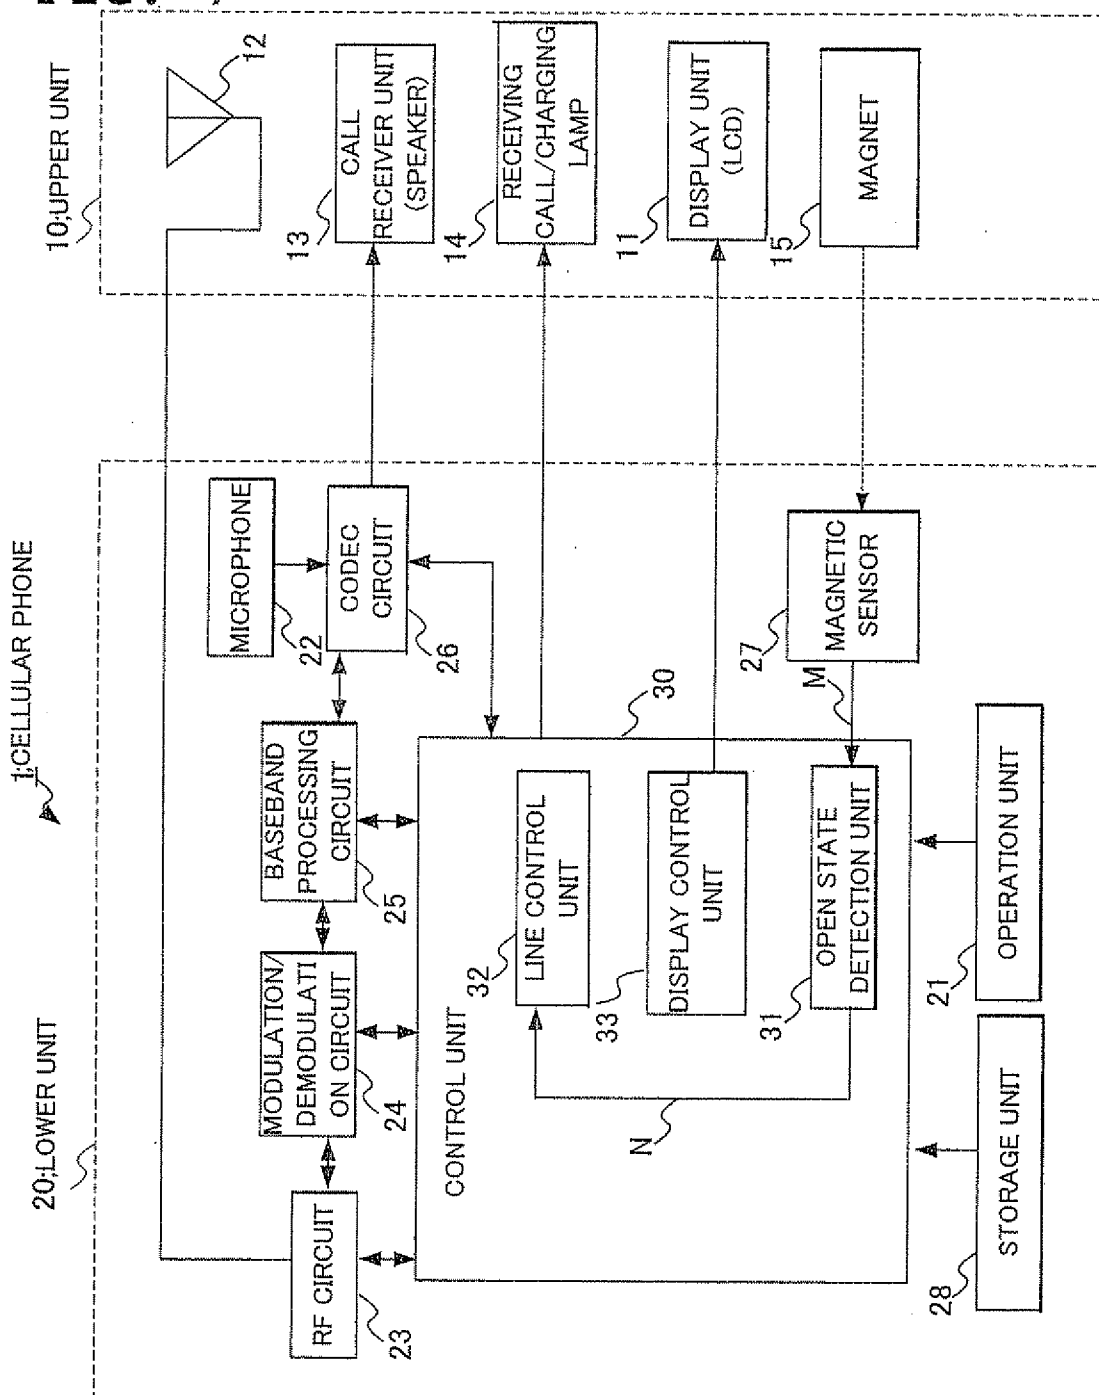 1;CELLULAR PHONE
20;LOWER UNIT
10;UPPER UNIT
12
RF CIRCUIT
23
MODULATION/
DEMODULATI
ON CIRCUIT
24
BASEBAND
PROCESSING
CIRCUIT
25
MICROPHONE
22
CODEC
CIRCUIT
26
13
CALL
RECEIVER UNIT
(SPEAKER)
14
RECEIVING
CALL/CHARGING
LAMP
11
DISPLAY UNIT
(LCD)
15
MAGNET
CONTROL UNIT
30
32
LINE CONTROL
UNIT
33
DISPLAY CONTROL
UNIT
31
OPEN STATE
DETECTION UNIT
N
M
27
MAGNETIC
SENSOR
28
STORAGE UNIT
21
OPERATION UNIT